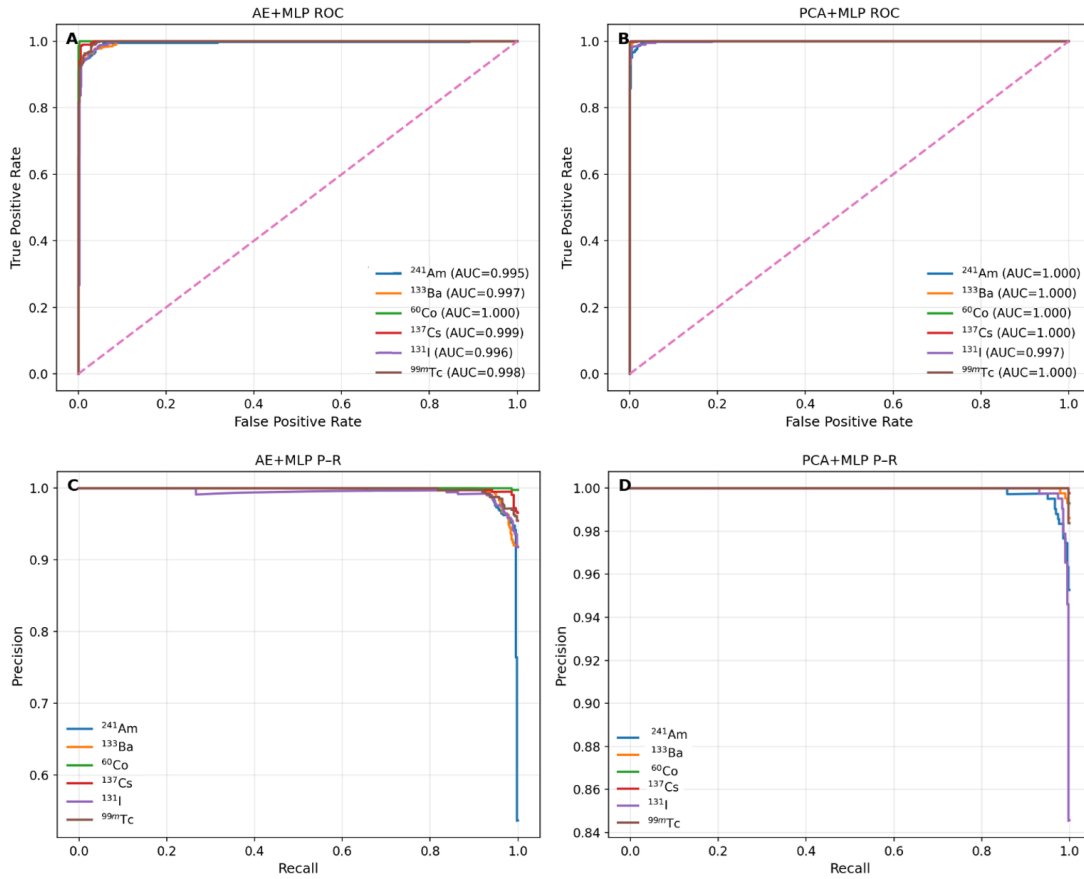 AE+MLP ROC
A
1.0
0.8
0.6
0.4
0.2
0.0
True Positive Rate
²⁴¹Am (AUC=0.995)
¹³³Ba (AUC=0.997)
⁶⁰Co (AUC=1.000)
¹³⁷Cs (AUC=0.999)
¹³¹I (AUC=0.996)
⁹⁹ᵐTc (AUC=0.998)
0.0 0.2 0.4 0.6 0.8 1.0
False Positive Rate
PCA+MLP ROC
B
1.0
0.8
0.6
0.4
0.2
0.0
True Positive Rate
²⁴¹Am (AUC=1.000)
¹³³Ba (AUC=1.000)
⁶⁰Co (AUC=1.000)
¹³⁷Cs (AUC=1.000)
¹³¹I (AUC=0.997)
⁹⁹ᵐTc (AUC=1.000)
0.0 0.2 0.4 0.6 0.8 1.0
False Positive Rate
AE+MLP P–R
C
1.0
0.9
0.8
0.7
0.6
Precision
²⁴¹Am
¹³³Ba
⁶⁰Co
¹³⁷Cs
¹³¹I
⁹⁹ᵐTc
0.0 0.2 0.4 0.6 0.8 1.0
Recall
PCA+MLP P–R
D
1.00
0.98
0.96
0.94
0.92
0.90
0.88
0.86
0.84
Precision
²⁴¹Am
¹³³Ba
⁶⁰Co
¹³⁷Cs
¹³¹I
⁹⁹ᵐTc
0.0 0.2 0.4 0.6 0.8 1.0
Recall